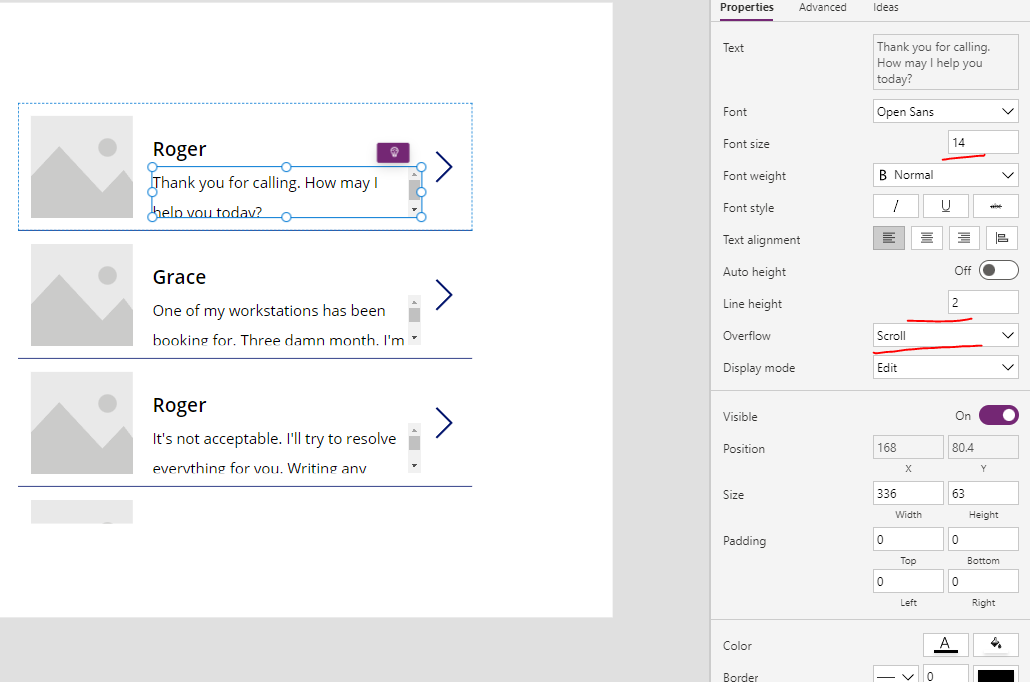 Properties Advanced Ideas
Text
Thank you for calling.
How may I help you
today?
Font Open Sans
Font size 14
Font weight B Normal
Font style / U abc
Text alignment
Auto height Off
Line height 2
Overflow Scroll
Display mode Edit
Visible On
Position 168 80.4
X Y
Size 336 63
Width Height
Padding 0 0
Top Bottom
0 0
Left Right
Color A
Border 0
Roger
Thank you for calling. How may I
help you today?
Grace
One of my workstations has been
booking for. Three damn month. I'm
Roger
It's not acceptable. I'll try to resolve
everything for you. Writing any